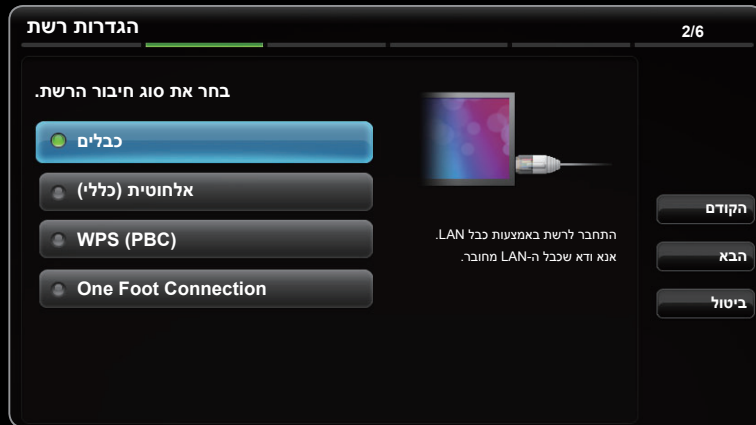 הגדרות רשת
2/6
בחר את סוג חיבור הרשת.
כבלים
אלחוטית (כללי)
WPS (PBC)
One Foot Connection
התחבר לרשת באמצעות כבל LAN.
אנא ודא שכבל ה-LAN מחובר.
הקודם
הבא
ביטול